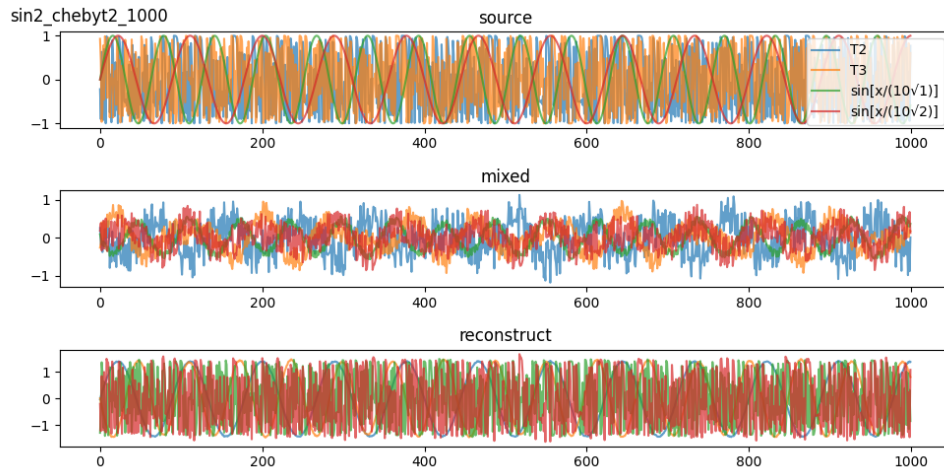 sin2_chebyt2_1000
source
1
0
−1
T2
T3
sin[x/(10√1)]
sin[x/(10√2)]
0 200 400 600 800 1000
mixed
1
0
−1
0 200 400 600 800 1000
reconstruct
1
0
−1
0 200 400 600 800 1000